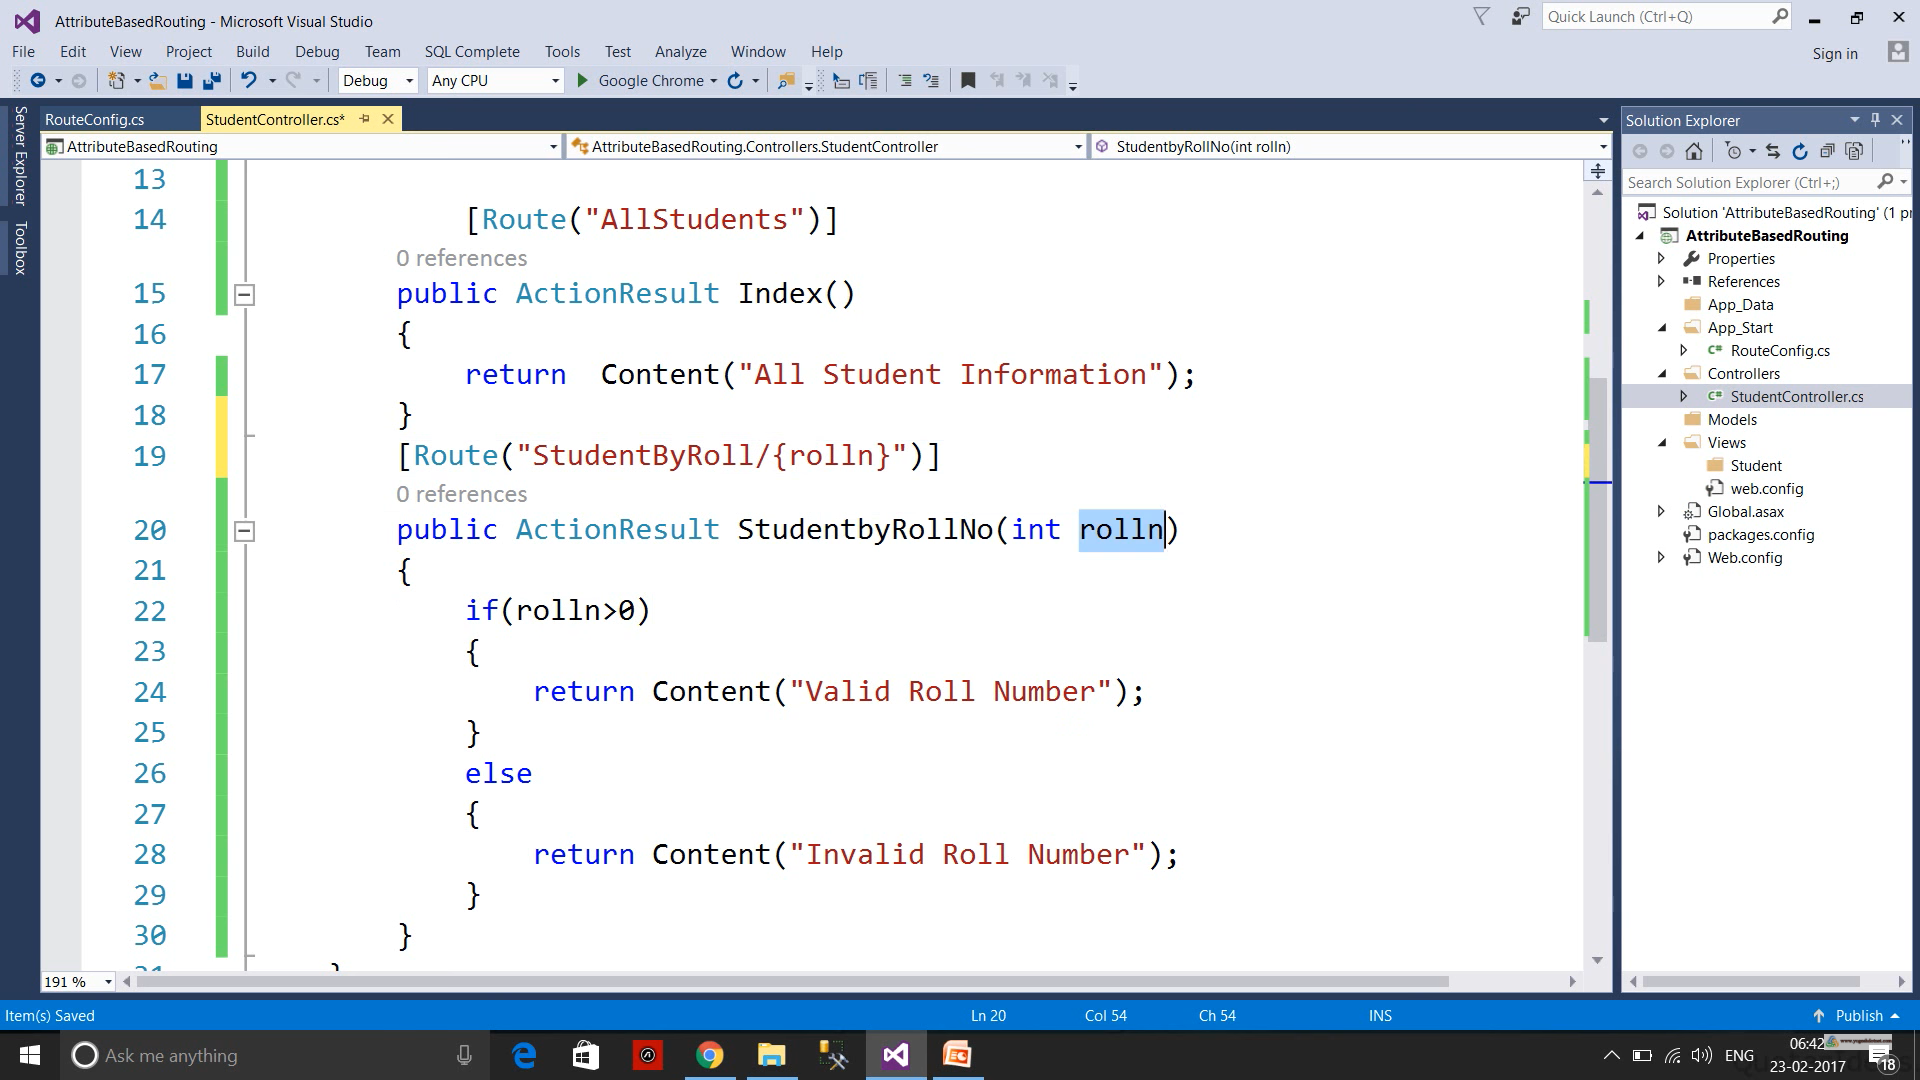 AttributeBasedRouting - Microsoft Visual Studio
Quick Launch (Ctrl+Q)
File Edit View Project Build Debug Team SQL Complete Tools Test Analyze Window Help
Sign in
Debug Any CPU Google Chrome
Server Explorer
Toolbox
RouteConfig.cs StudentController.cs*
AttributeBasedRouting AttributeBasedRouting.Controllers.StudentController StudentbyRollNo(int rolln)
13
14 [Route("AllStudents")]
0 references
15 public ActionResult Index()
16 {
17 return Content("All Student Information");
18 }
19 [Route("StudentByRoll/{rolln}")]
0 references
20 public ActionResult StudentbyRollNo(int rolln)
21 {
22 if(rolln>0)
23 {
24 return Content("Valid Roll Number");
25 }
26 else
27 {
28 return Content("Invalid Roll Number");
29 }
30 }
191 %
Solution Explorer
Search Solution Explorer (Ctrl+;)
Solution 'AttributeBasedRouting' (1 pr
AttributeBasedRouting
Properties
References
App_Data
App_Start
RouteConfig.cs
Controllers
StudentController.cs
Models
Views
Student
web.config
Global.asax
packages.config
Web.config
Item(s) Saved Ln 20 Col 54 Ch 54 INS Publish
Ask me anything
ENG
06:42
23-02-2017
18